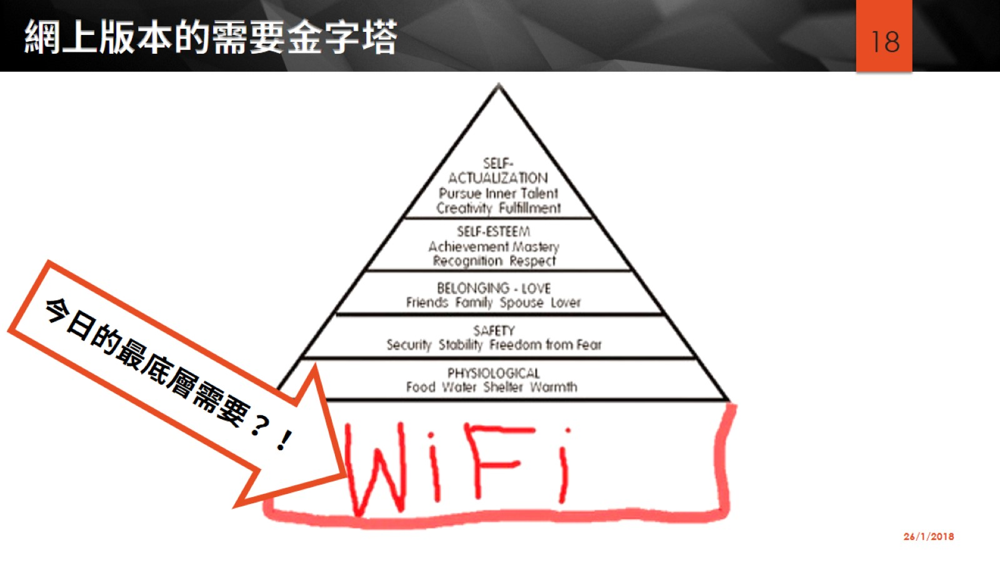 網上版本的需要金字塔
18
SELF-
ACTUALIZATION
Pursue Inner Talent
Creativity Fulfillment
SELF-ESTEEM
Achievement Mastery
Recognition Respect
BELONGING - LOVE
Friends Family Spouse Lover
SAFETY
Security Stability Freedom from Fear
PHYSIOLOGICAL
Food Water Shelter Warmth
今日的最底層需要？！
WiFi
26/1/2018